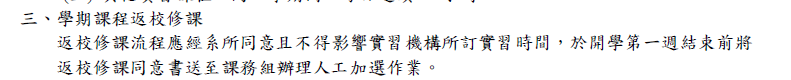 三、學期課程返校修課
返校修課流程應經系所同意且不得影響實習機構所訂實習時間，於開學第一週結束前將
返校修課同意書送至課務組辦理人工加選作業。